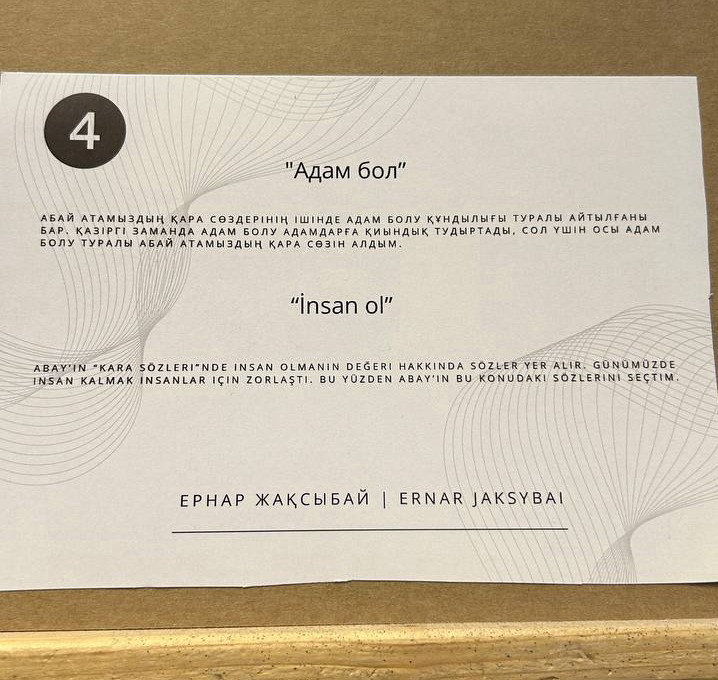 4
"Адам бол”
АБАЙ АТАМЫЗДЫҢ ҚАРА СӨЗДЕРІНІҢ ІШІНДЕ АДАМ БОЛУ ҚҰНДЫЛЫҒЫ ТУРАЛЫ АЙТЫЛҒАНЫ
БАР. ҚАЗІРГІ ЗАМАНДА АДАМ БОЛУ АДАМДАРҒА ҚИЫНДЫҚ ТУДЫРТАДЫ, СОЛ ҮШІН ОСЫ АДАМ
БОЛУ ТУРАЛЫ АБАЙ АТАМЫЗДЫҢ ҚАРА СӨЗІН АЛДЫМ.
“İnsan ol”
ABAY'IN “KARA SÖZLERI”NDE INSAN OLMANIN DEĞERI HAKKINDA SÖZLER YER ALIR. GÜNÜMÜZDE
INSAN KALMAK INSANLAR IÇIN ZORLAŞTI. BU YÜZDEN ABAY'IN BU KONUDAKI SÖZLERINI SEÇTIM.
ЕРНАР ЖАҚСЫБАЙ | ERNAR JAKSYBAI